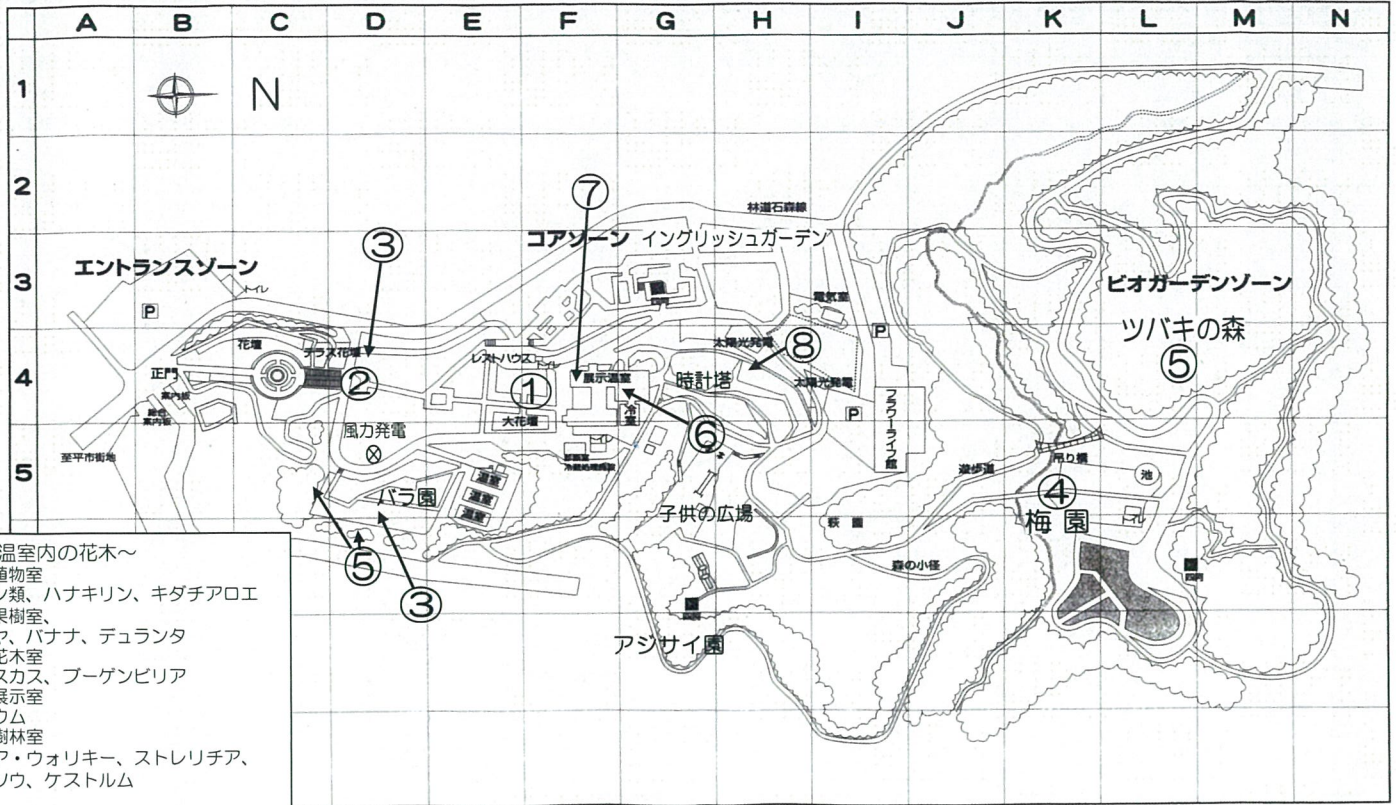 A B C D E F G H I J K L M N
1
N
2
⑦
林道石森線
③
コアゾーン イングリッシュガーデン
エントランスゾーン
トイレ
3
ビオガーデンゾーン
P
四阿
電気室
ツバキの森
⑤
花壇
テラス花壇
レストハウス
トイレ
太陽光発電
⑧
P
4
正門
案内板
②
①
展示温室
時計塔
太陽光発電
総合
案内板
大花壇
冷室
⑥
P
フラワーライフ館
風力発電
至平市街地
5
吊り橋
遊歩道
池
バラ園
温室
温室
温室
④
子供の広場
萩園
梅園
トイレ
⑤
③
森の小径
四阿
四阿
アジサイ園
温室内の花木～
植物室
ン類、ハナキリン、キダチアロエ
果樹室、
ヤ、バナナ、デュランタ
花木室
スカス、ブーゲンビリア
展示室
ウム
樹林室
ア・ウォリキー、ストレリチア、
ソウ、ケストルム